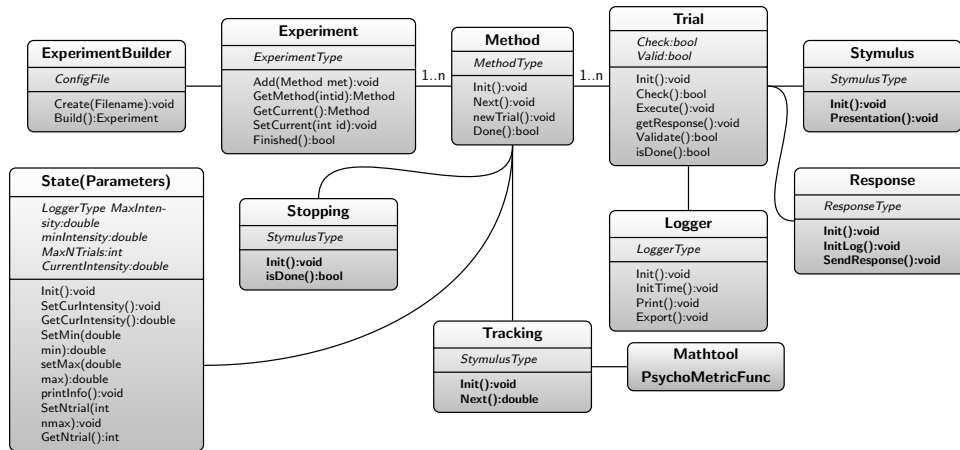 ExperimentBuilder
ConfigFile
Create(Filename):void
Build():Experiment
Experiment
ExperimentType
Add(Method met):void
GetMethod(intid):Method
GetCurrent():Method
SetCurrent(int id):void
Finished():bool
1..n
Method
MethodType
Init():void
Next():void
newTrial():void
Done():bool
1..n
Trial
Check:bool
Valid:bool
Init():void
Check():bool
Execute():void
getResponse():void
Validate():bool
isDone():bool
Stymulus
StymulusType
Init():void
Presentation():void
State(Parameters)
LoggerType MaxInten-
sity:double
minIntensity:double
MaxNTrials:int
CurrentIntensity:double
Init():void
SetCurIntensity():void
GetCurIntensity():double
SetMin(double
min):double
setMax(double
max):double
printInfo():void
SetNtrial(int
nmax):void
GetNtrial():int
Stopping
StymulusType
Init():void
isDone():bool
Logger
LoggerType
Init():void
InitTime():void
Print():void
Export():void
Response
ResponseType
Init():void
InitLog():void
SendResponse():void
Tracking
StymulusType
Init():void
Next():double
Mathtool
PsychoMetricFunc